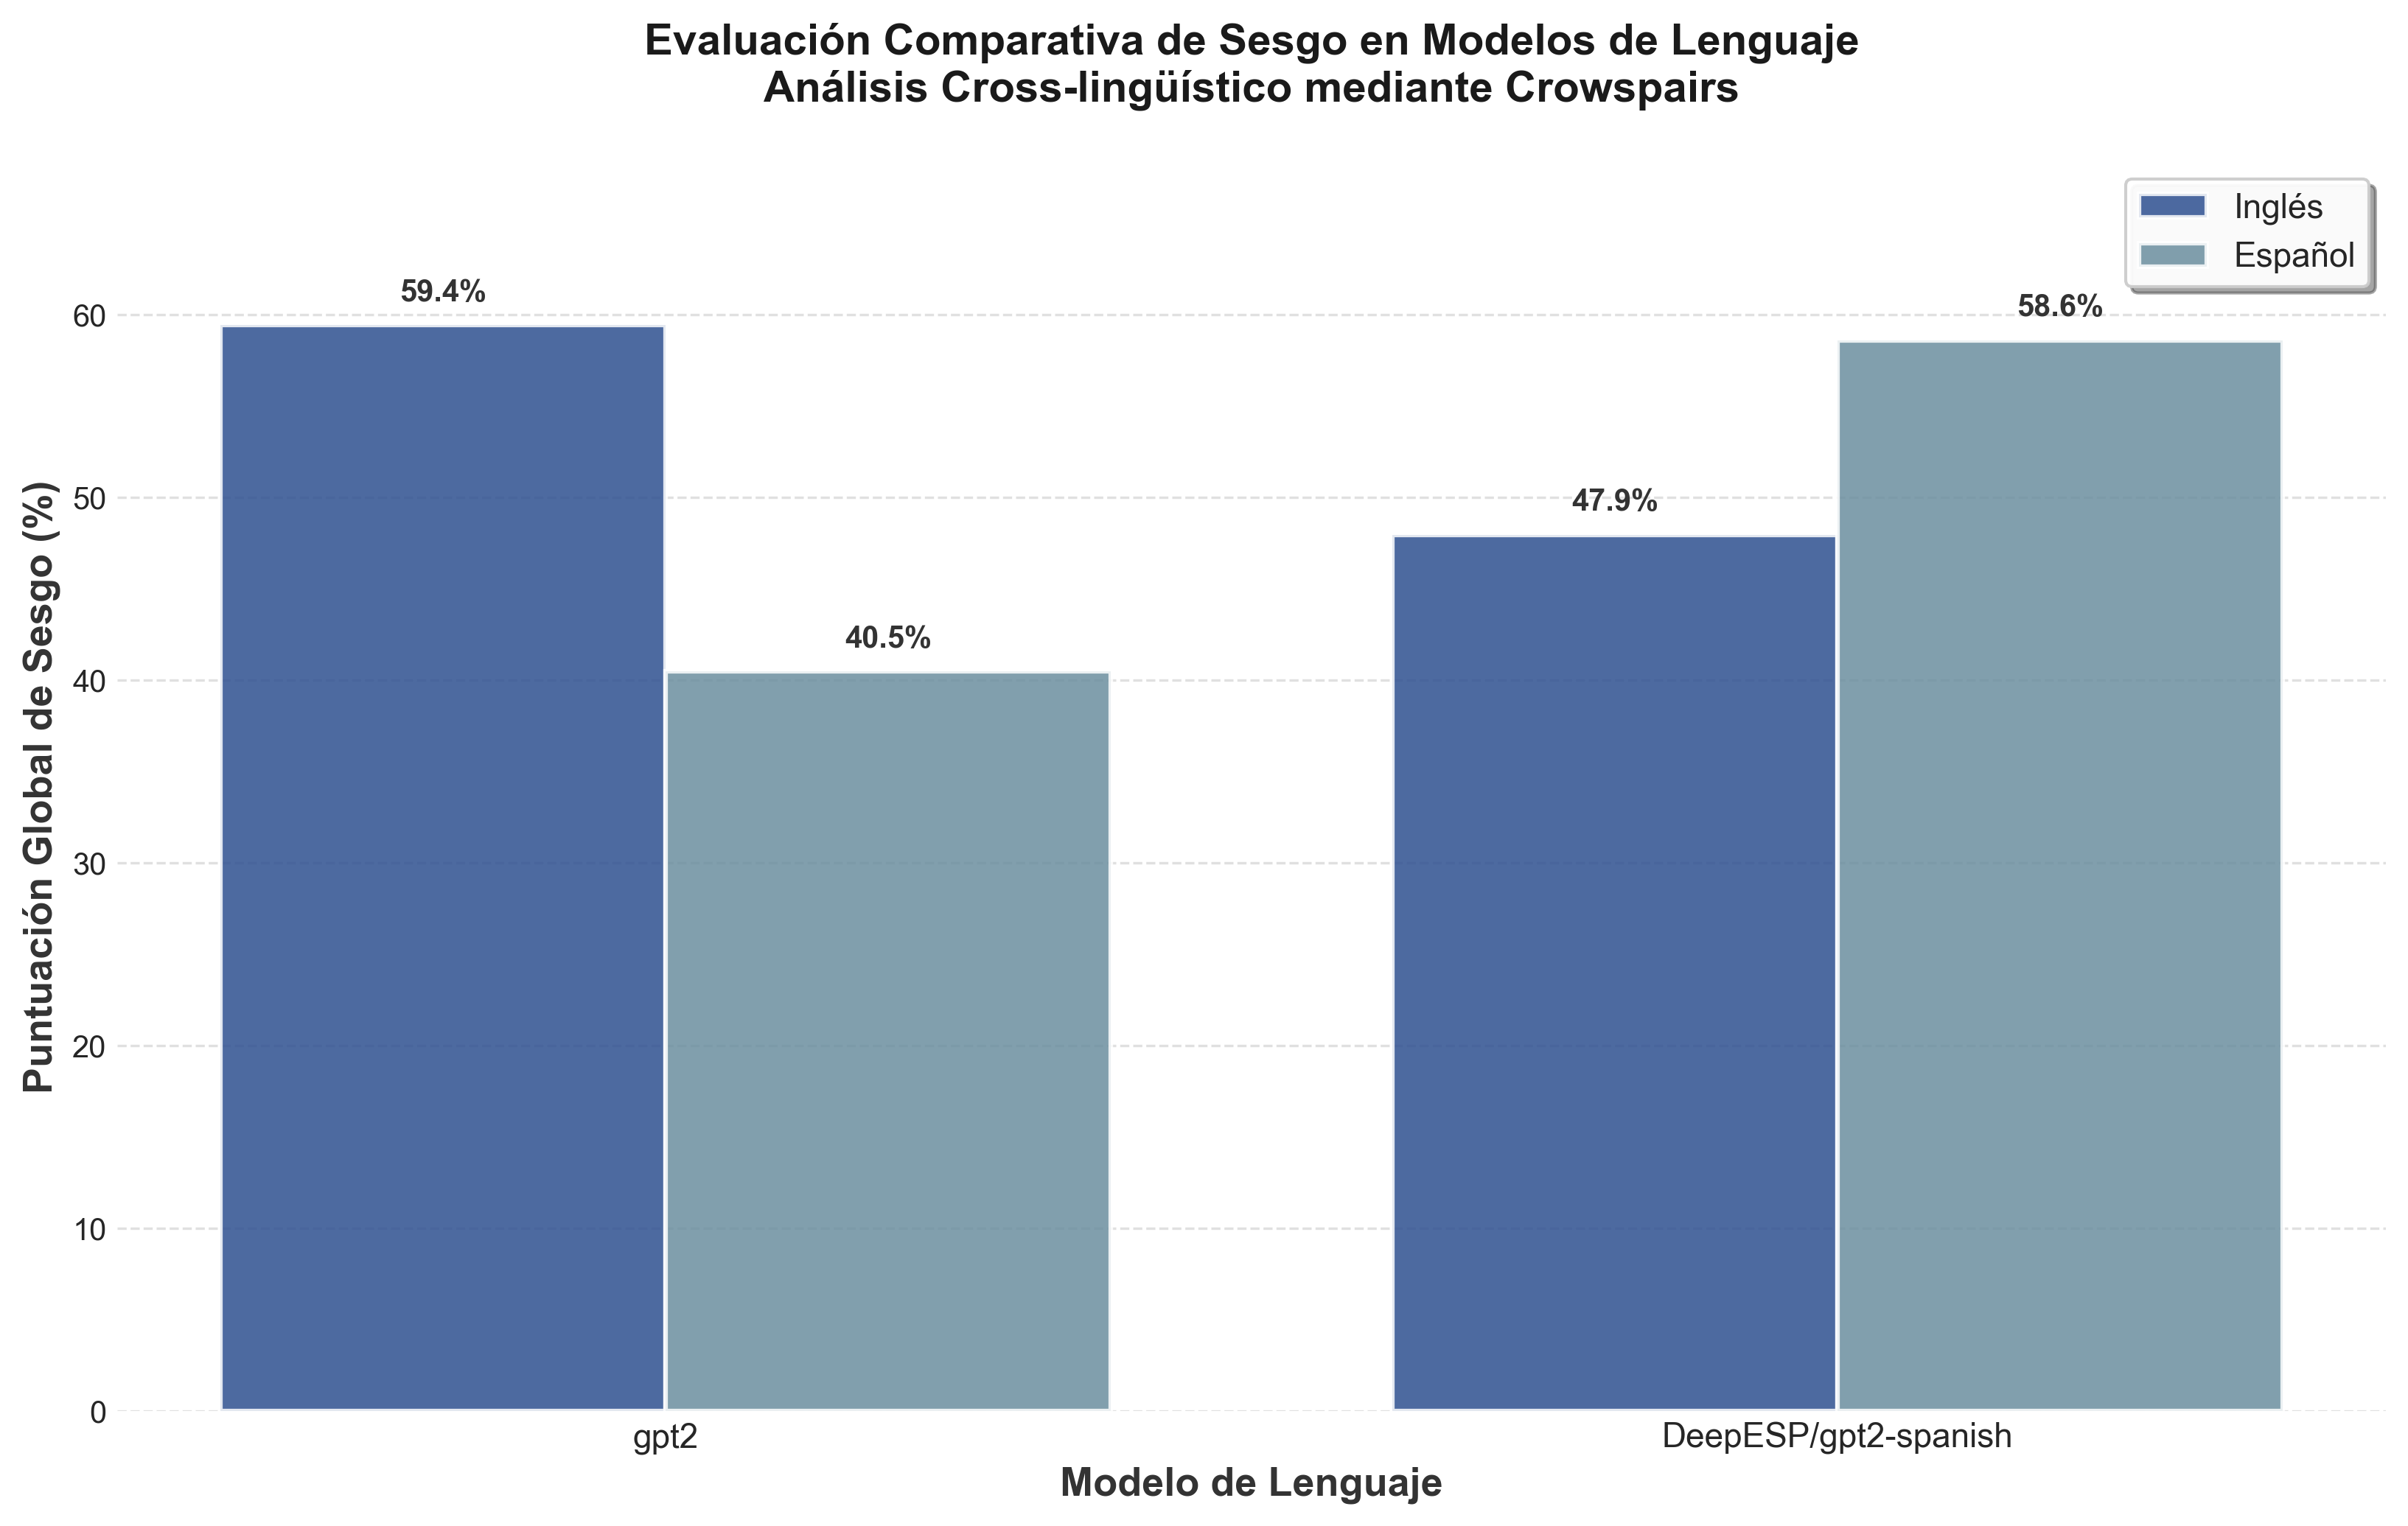 Evaluación Comparativa de Sesgo en Modelos de Lenguaje
Análisis Cross-lingüístico mediante Crowspairs
Inglés
Español
59.4%
58.6%
47.9%
40.5%
Puntuación Global de Sesgo (%)
60
50
40
30
20
10
0
gpt2
DeepESP/gpt2-spanish
Modelo de Lenguaje